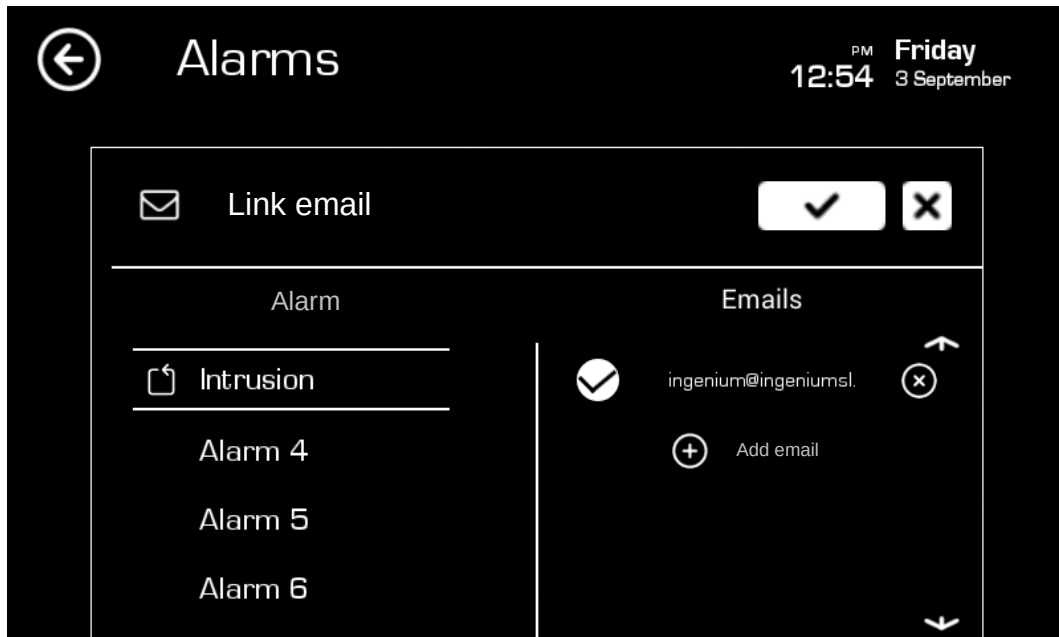 Alarms
PM
12:54
Friday
3 September
Link email
Alarm
Emails
Intrusion
ingenium@ingeniumsl.
Add email
Alarm 4
Alarm 5
Alarm 6